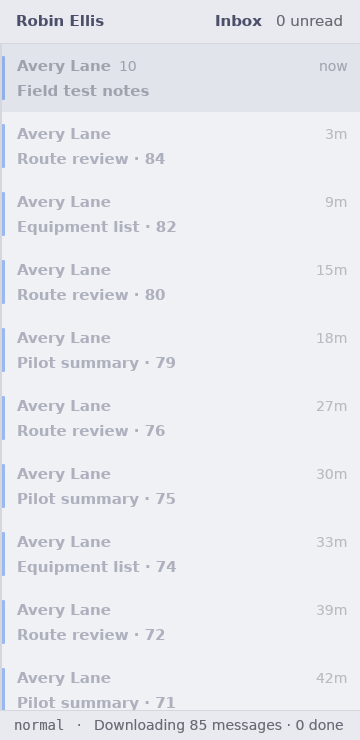 Robin Ellis Inbox 0 unread
Avery Lane 10 now
Field test notes
Avery Lane 3m
Route review · 84
Avery Lane 9m
Equipment list · 82
Avery Lane 15m
Route review · 80
Avery Lane 18m
Pilot summary · 79
Avery Lane 27m
Route review · 76
Avery Lane 30m
Pilot summary · 75
Avery Lane 33m
Equipment list · 74
Avery Lane 39m
Route review · 72
Avery Lane 42m
Pilot summary · 71
normal · Downloading 85 messages · 0 done